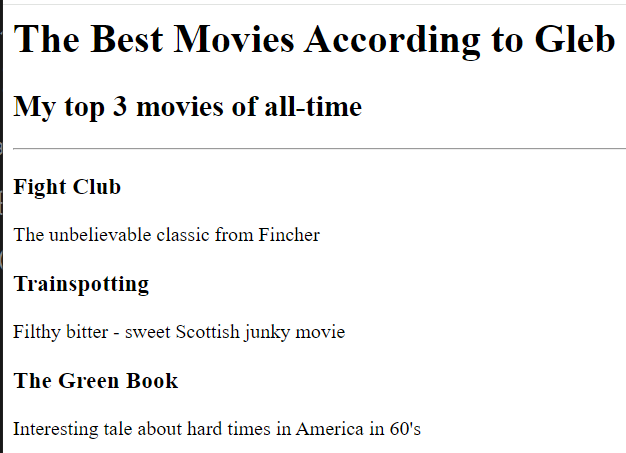 The Best Movies According to Gleb
My top 3 movies of all-time
Fight Club
The unbelievable classic from Fincher
Trainspotting
Filthy bitter - sweet Scottish junky movie
The Green Book
Interesting tale about hard times in America in 60's